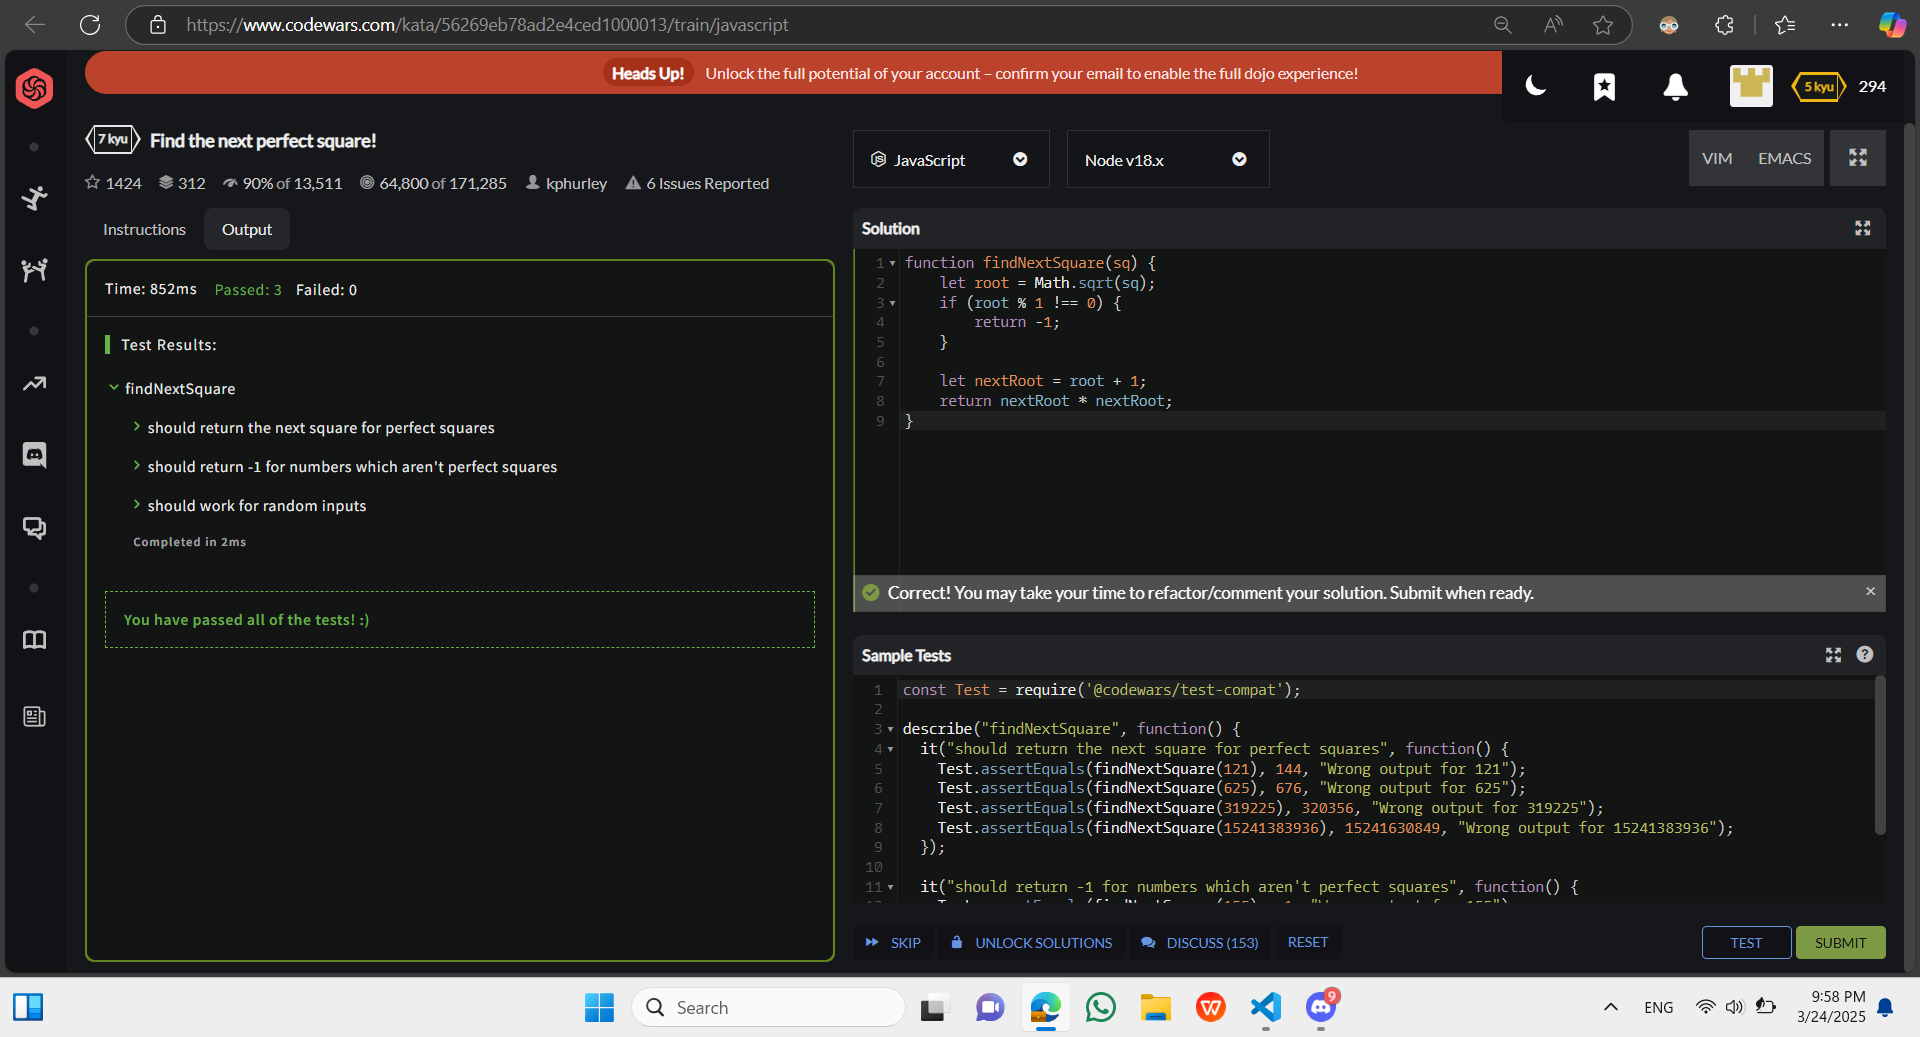 https://www.codewars.com/kata/56269eb78ad2e4ced1000013/train/javascript
Heads Up! Unlock the full potential of your account – confirm your email to enable the full dojo experience!
5 kyu 294
7 kyu Find the next perfect square!
1424 312 90% of 13,511 64,800 of 171,285 kphurley 6 Issues Reported
JavaScript
Node v18.x
VIM EMACS
Instructions Output
Time: 852ms Passed: 3 Failed: 0
Test Results:
findNextSquare
should return the next square for perfect squares
should return -1 for numbers which aren't perfect squares
should work for random inputs
Completed in 2ms
You have passed all of the tests! :)
Solution
1 function findNextSquare(sq) {
2 let root = Math.sqrt(sq);
3 if (root % 1 !== 0) {
4 return -1;
5 }
6
7 let nextRoot = root + 1;
8 return nextRoot * nextRoot;
9 }
Correct! You may take your time to refactor/comment your solution. Submit when ready.
Sample Tests
1 const Test = require('@codewars/test-compat');
2
3 describe("findNextSquare", function() {
4 it("should return the next square for perfect squares", function() {
5 Test.assertEquals(findNextSquare(121), 144, "Wrong output for 121");
6 Test.assertEquals(findNextSquare(625), 676, "Wrong output for 625");
7 Test.assertEquals(findNextSquare(319225), 320356, "Wrong output for 319225");
8 Test.assertEquals(findNextSquare(15241383936), 15241630849, "Wrong output for 15241383936");
9 });
10
11 it("should return -1 for numbers which aren't perfect squares", function() {
SKIP UNLOCK SOLUTIONS DISCUSS (153) RESET
TEST SUBMIT
Search
9
ENG
9:58 PM
3/24/2025